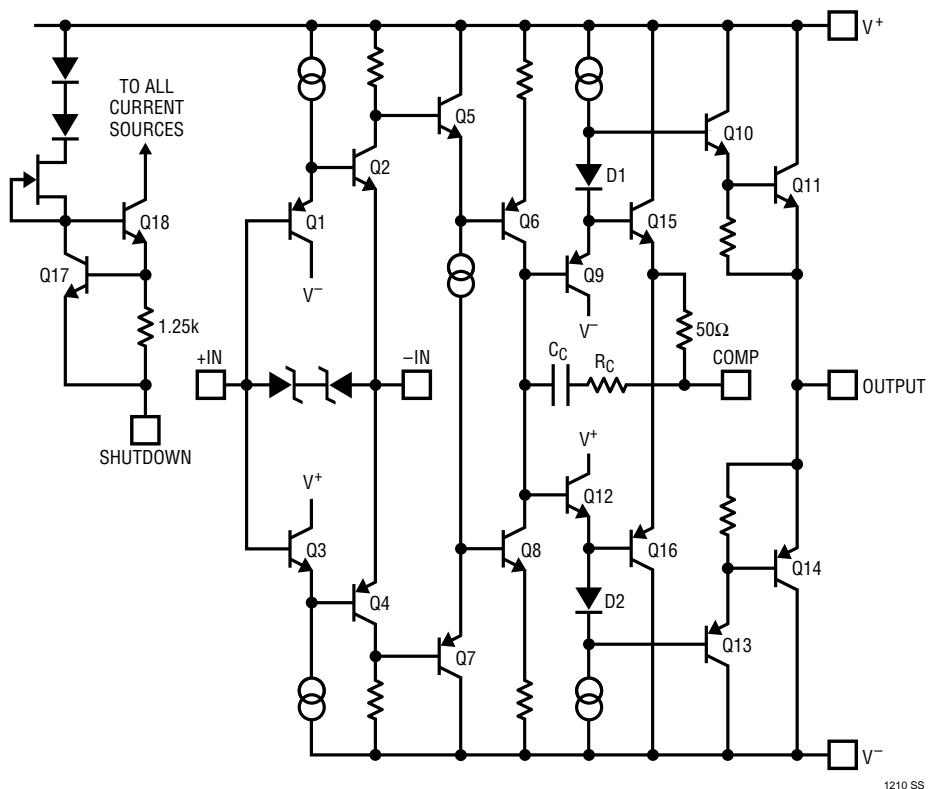 V+
TO ALL
CURRENT
SOURCES
Q5
Q10
Q2
D1
Q11
Q18
Q1
Q6
Q15
Q17
Q9
V−
V−
1.25k
50Ω
+IN
−IN
CC
RC
COMP
OUTPUT
SHUTDOWN
V+
V+
Q12
Q3
Q8
Q16
Q14
Q4
D2
Q7
Q13
V−
1210 SS